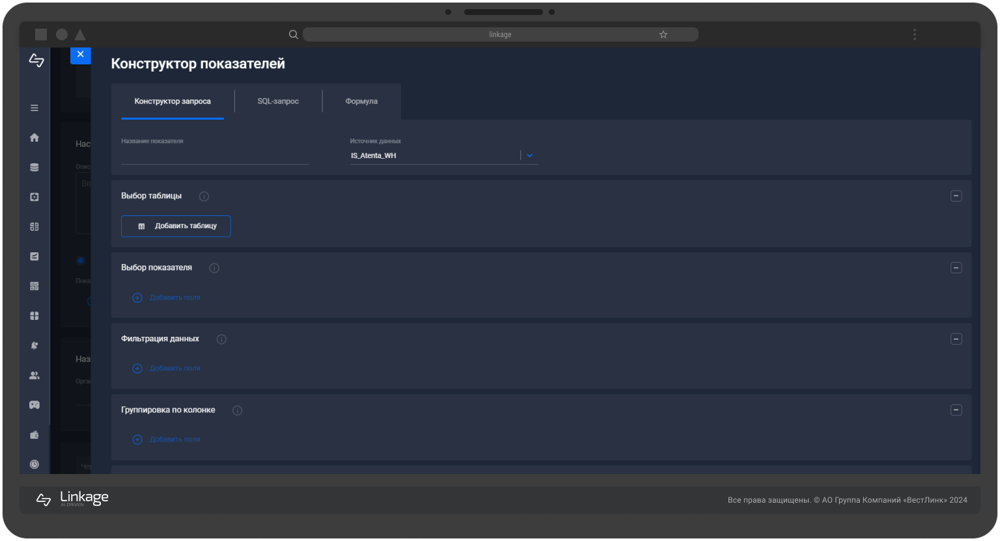 linkage
Конструктор показателей
Конструктор запроса
SQL-запрос
Формула
Название показателя
Источник данных
IS_Atenta_WH
Выбор таблицы
Добавить таблицу
Выбор показателя
Добавить поля
Фильтрация данных
Добавить поля
Группировка по колонке
Добавить поля
Linkage
AI DRIVEN
Все права защищены. © АО Группа Компаний «ВестЛинк» 2024